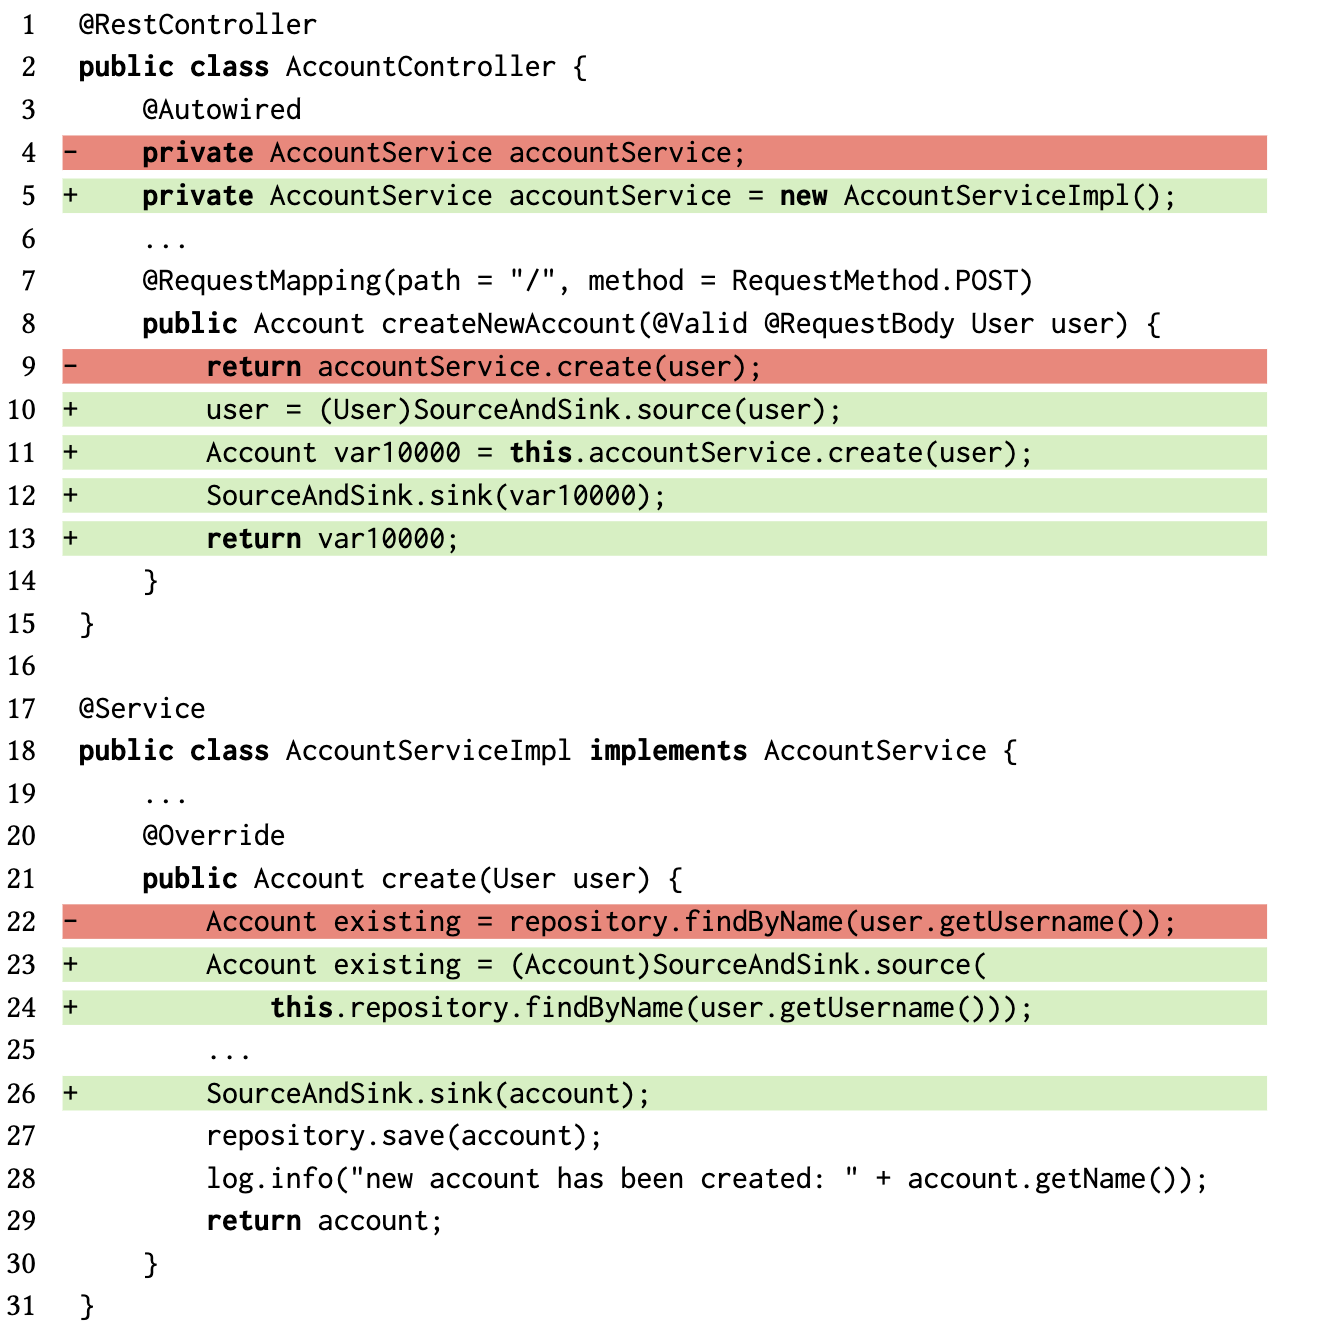 1 @RestController
2 public class AccountController {
3 @Autowired
4 - private AccountService accountService;
5 + private AccountService accountService = new AccountServiceImpl();
6 ...
7 @RequestMapping(path = "/", method = RequestMethod.POST)
8 public Account createNewAccount(@Valid @RequestBody User user) {
9 - return accountService.create(user);
10 + user = (User)SourceAndSink.source(user);
11 + Account var10000 = this.accountService.create(user);
12 + SourceAndSink.sink(var10000);
13 + return var10000;
14 }
15 }
16
17 @Service
18 public class AccountServiceImpl implements AccountService {
19 ...
20 @Override
21 public Account create(User user) {
22 - Account existing = repository.findByName(user.getUsername());
23 + Account existing = (Account)SourceAndSink.source(
24 + this.repository.findByName(user.getUsername()));
25 ...
26 + SourceAndSink.sink(account);
27 repository.save(account);
28 log.info("new account has been created: " + account.getName());
29 return account;
30 }
31 }